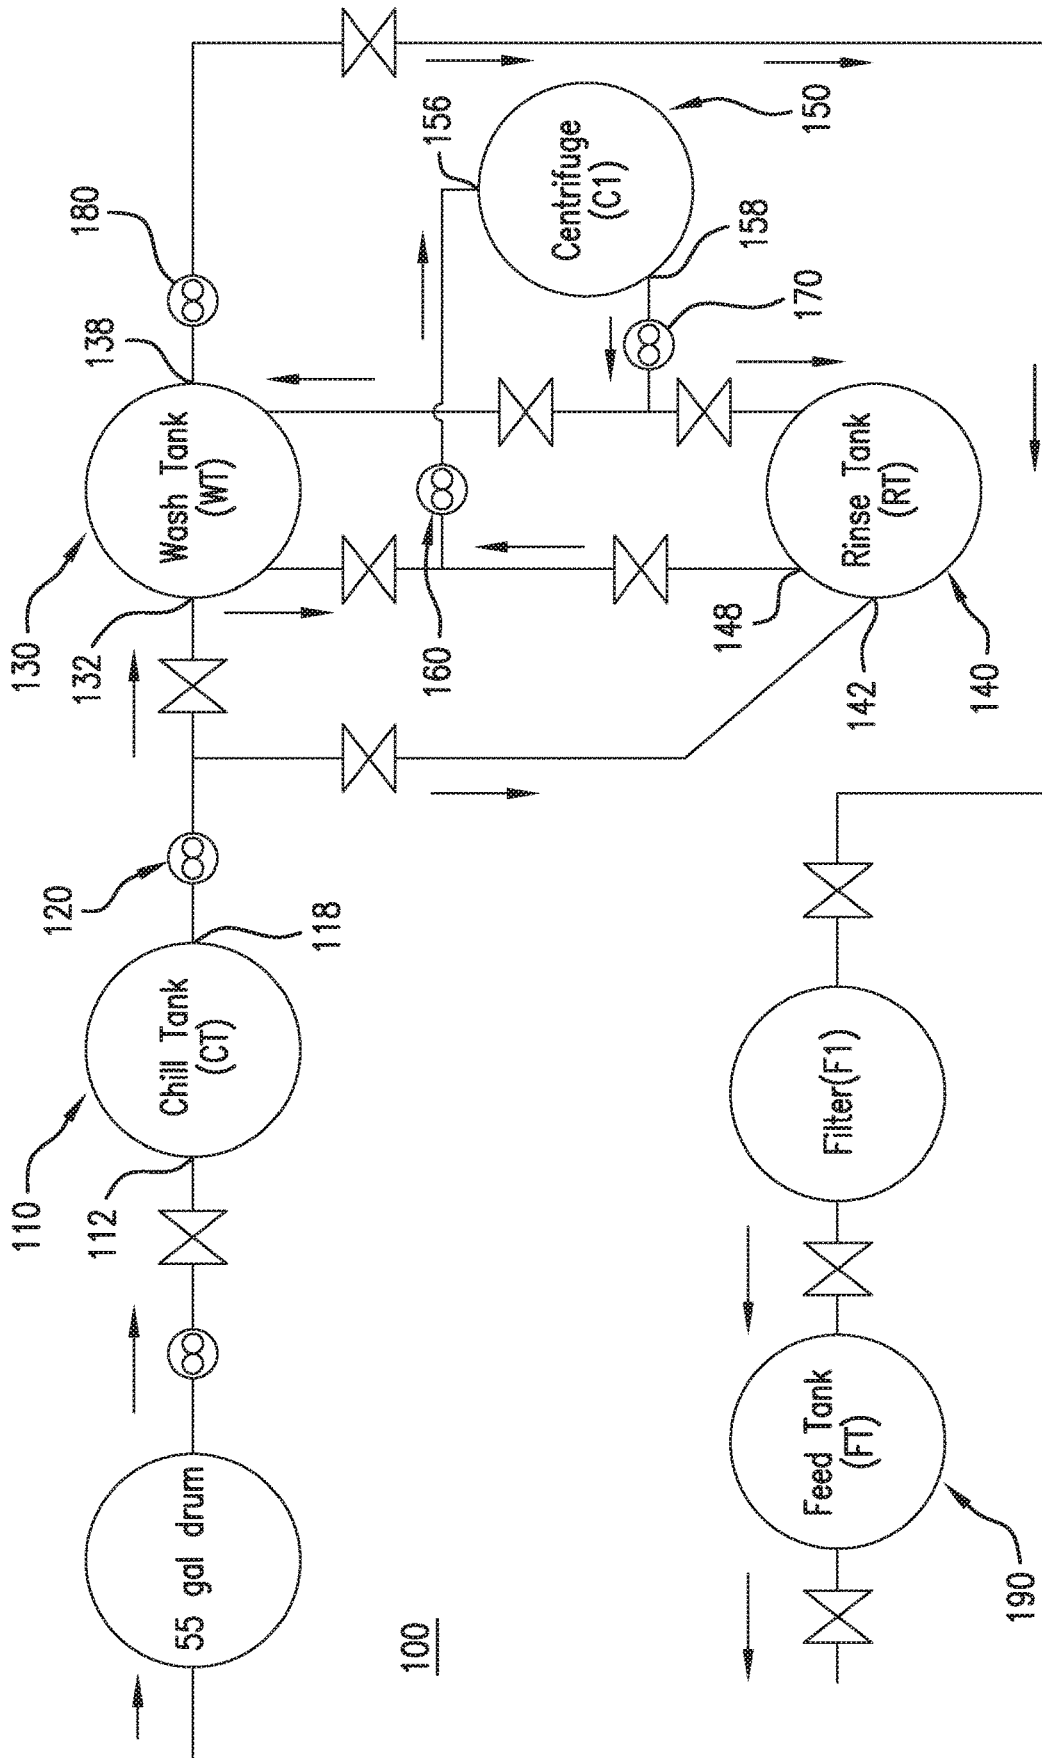 100
55 gal drum
110
112
Chill Tank
(CT)
118
120
130
132
Wash Tank
(WT)
138
180
160
156
Centrifuge
(C1)
150
158
170
148
142
Rinse Tank
(RT)
140
190
Feed Tank
(FT)
Filter(F1)